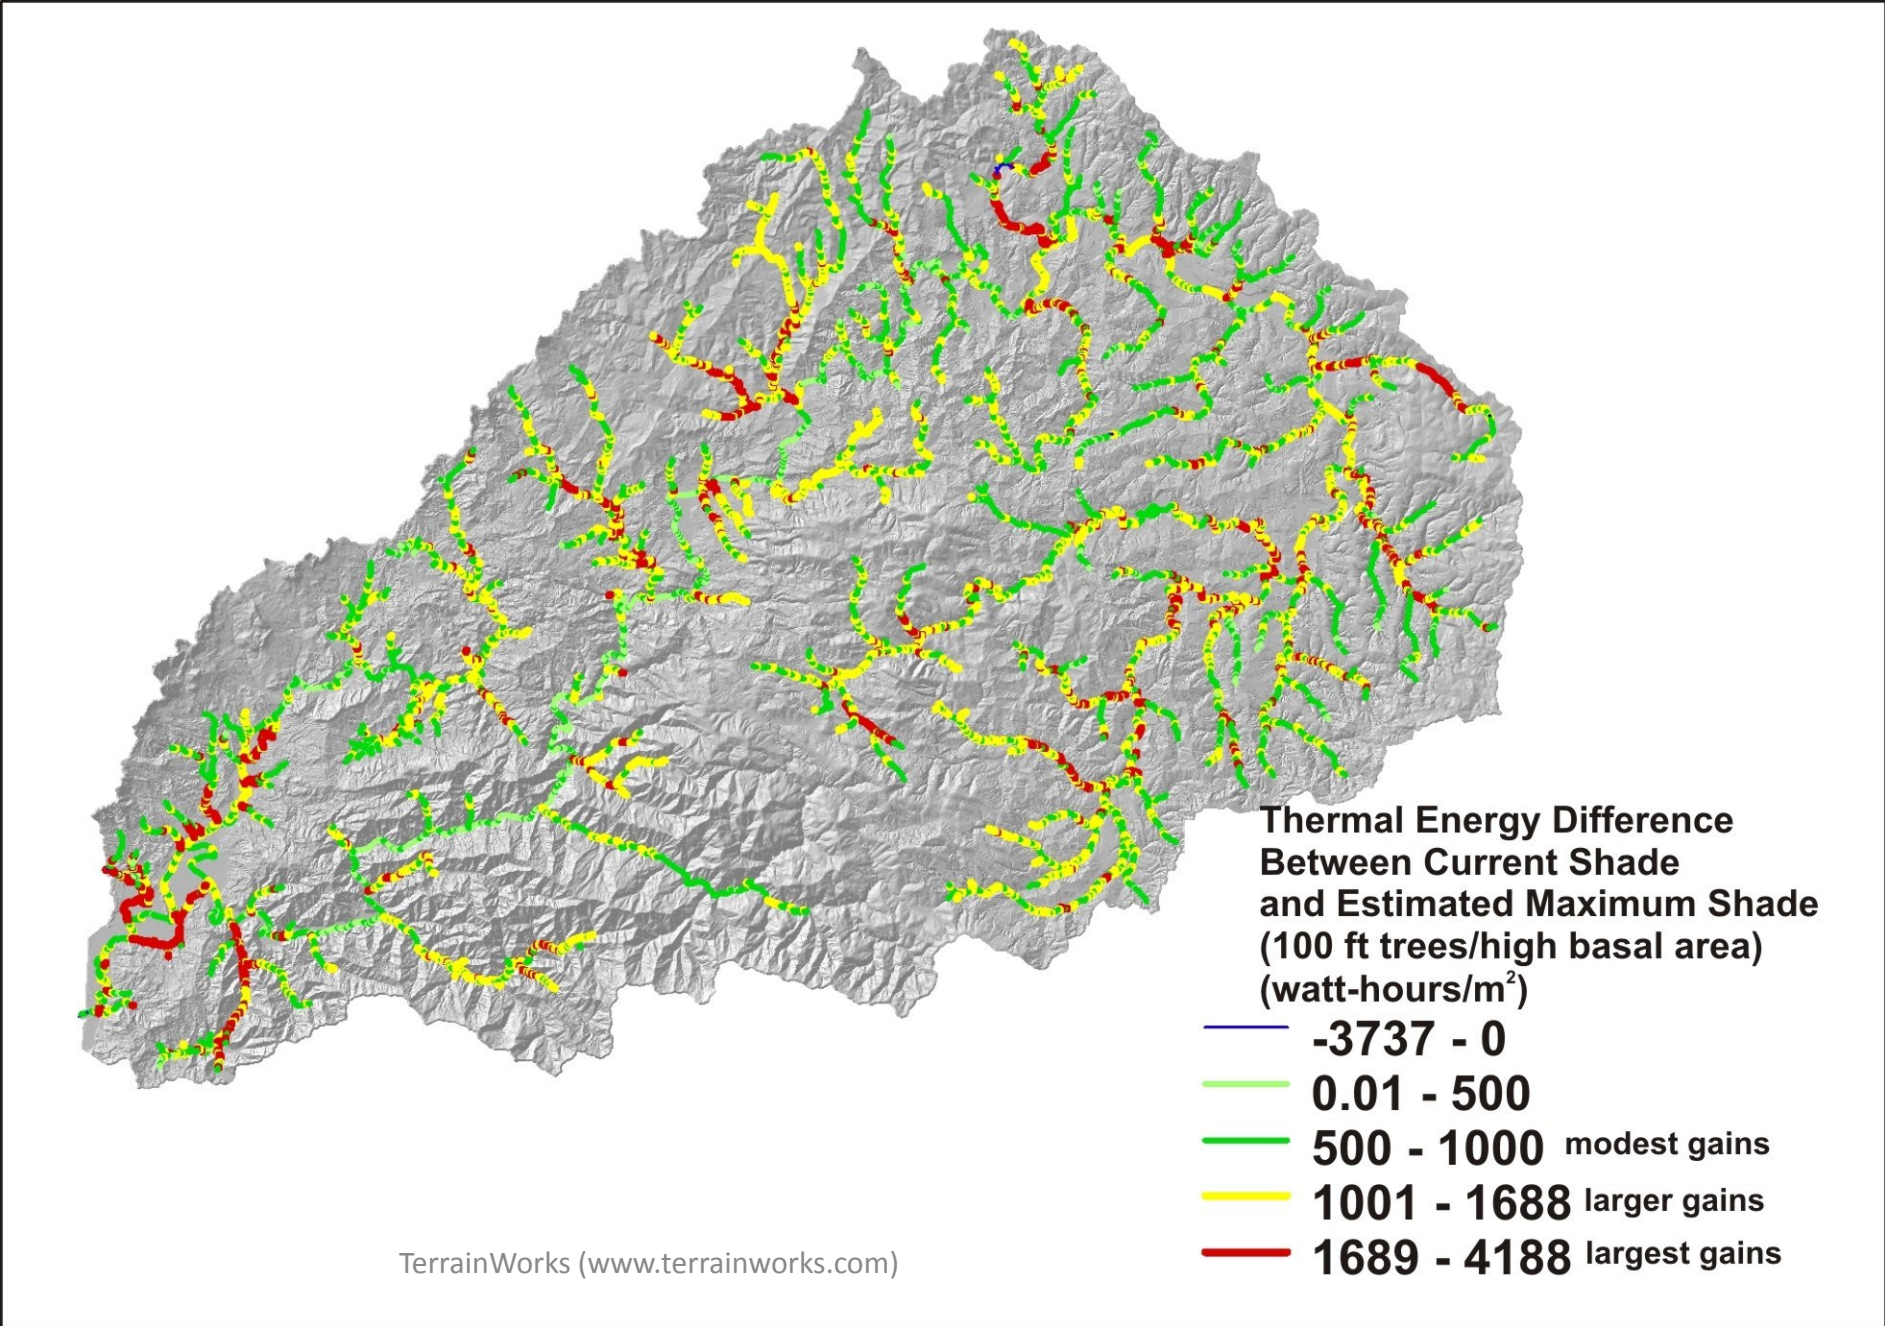 Thermal Energy Difference
Between Current Shade
and Estimated Maximum Shade
(100 ft trees/high basal area)
(watt-hours/m²)
-3737 - 0
0.01 - 500
500 - 1000 modest gains
1001 - 1688 larger gains
1689 - 4188 largest gains
TerrainWorks (www.terrainworks.com)